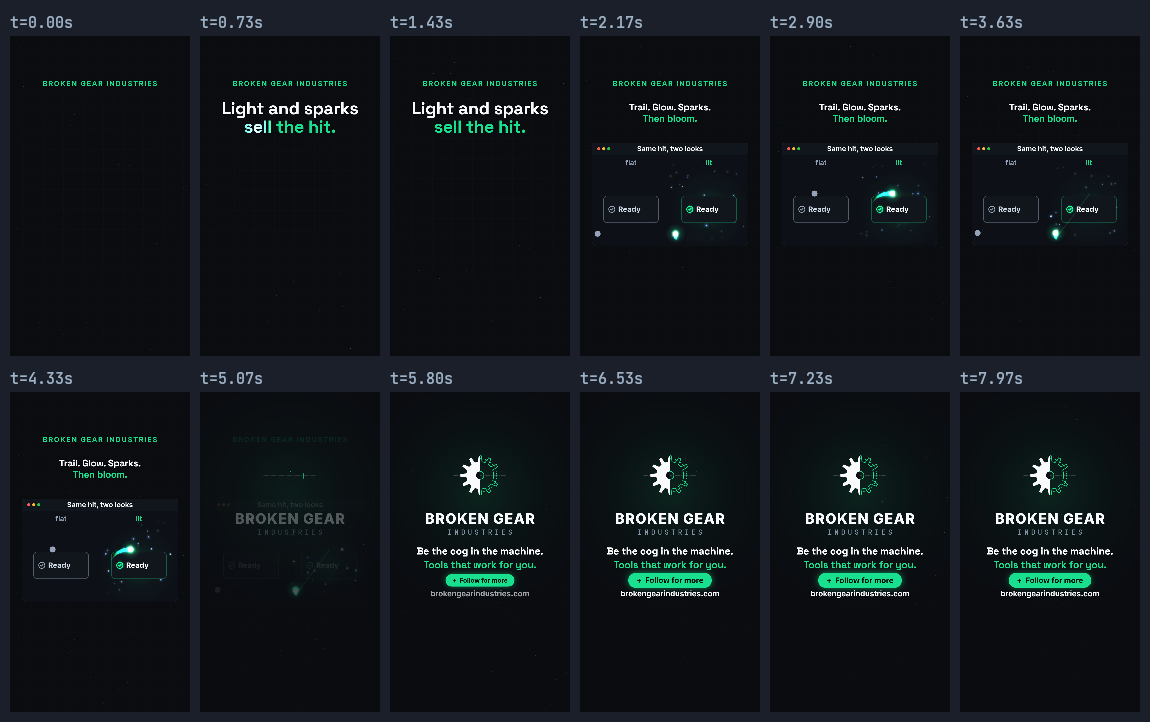 t=0.00s
BROKEN GEAR INDUSTRIES
t=0.73s
BROKEN GEAR INDUSTRIES
Light and sparks
sell the hit.
t=1.43s
BROKEN GEAR INDUSTRIES
Light and sparks
sell the hit.
t=2.17s
BROKEN GEAR INDUSTRIES
Trail. Glow. Sparks.
Then bloom.
Same hit, two looks
flat
lit
Ready
Ready
t=2.90s
BROKEN GEAR INDUSTRIES
Trail. Glow. Sparks.
Then bloom.
Same hit, two looks
flat
lit
Ready
Ready
t=3.63s
BROKEN GEAR INDUSTRIES
Trail. Glow. Sparks.
Then bloom.
Same hit, two looks
flat
lit
Ready
Ready
t=4.33s
BROKEN GEAR INDUSTRIES
Trail. Glow. Sparks.
Then bloom.
Same hit, two looks
flat
lit
Ready
Ready
t=5.07s
BROKEN GEAR INDUSTRIES
Same hit, two looks
BROKEN GEAR
INDUSTRIES
Ready
Ready
t=5.80s
BROKEN GEAR
INDUSTRIES
Be the cog in the machine.
Tools that work for you.
+ Follow for more
brokengearindustries.com
t=6.53s
BROKEN GEAR
INDUSTRIES
Be the cog in the machine.
Tools that work for you.
+ Follow for more
brokengearindustries.com
t=7.23s
BROKEN GEAR
INDUSTRIES
Be the cog in the machine.
Tools that work for you.
+ Follow for more
brokengearindustries.com
t=7.97s
BROKEN GEAR
INDUSTRIES
Be the cog in the machine.
Tools that work for you.
+ Follow for more
brokengearindustries.com